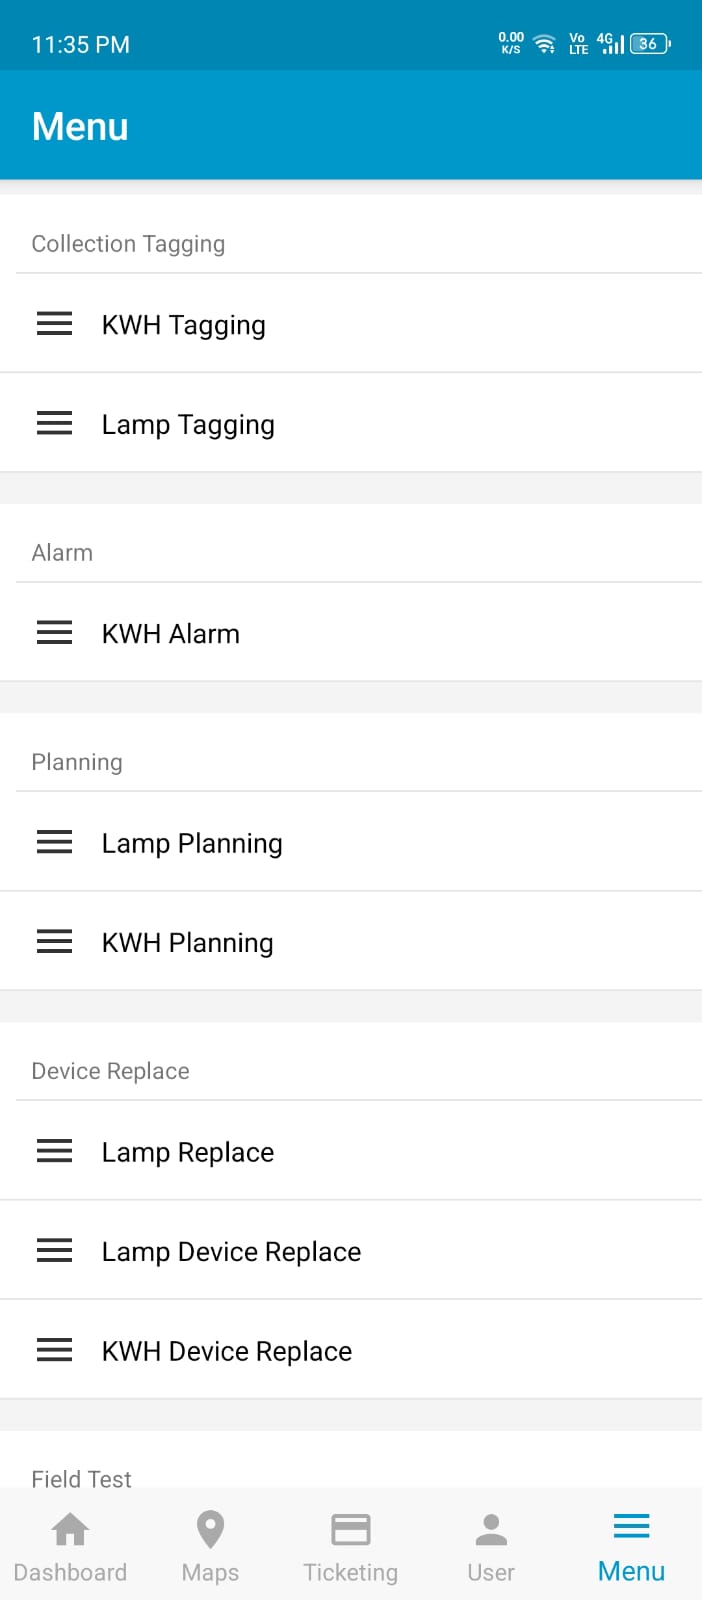 11:35 PM
0.00
K/S
Vo
LTE
4G
36
Menu
Collection Tagging
KWH Tagging
Lamp Tagging
Alarm
KWH Alarm
Planning
Lamp Planning
KWH Planning
Device Replace
Lamp Replace
Lamp Device Replace
KWH Device Replace
Field Test
Dashboard
Maps
Ticketing
User
Menu